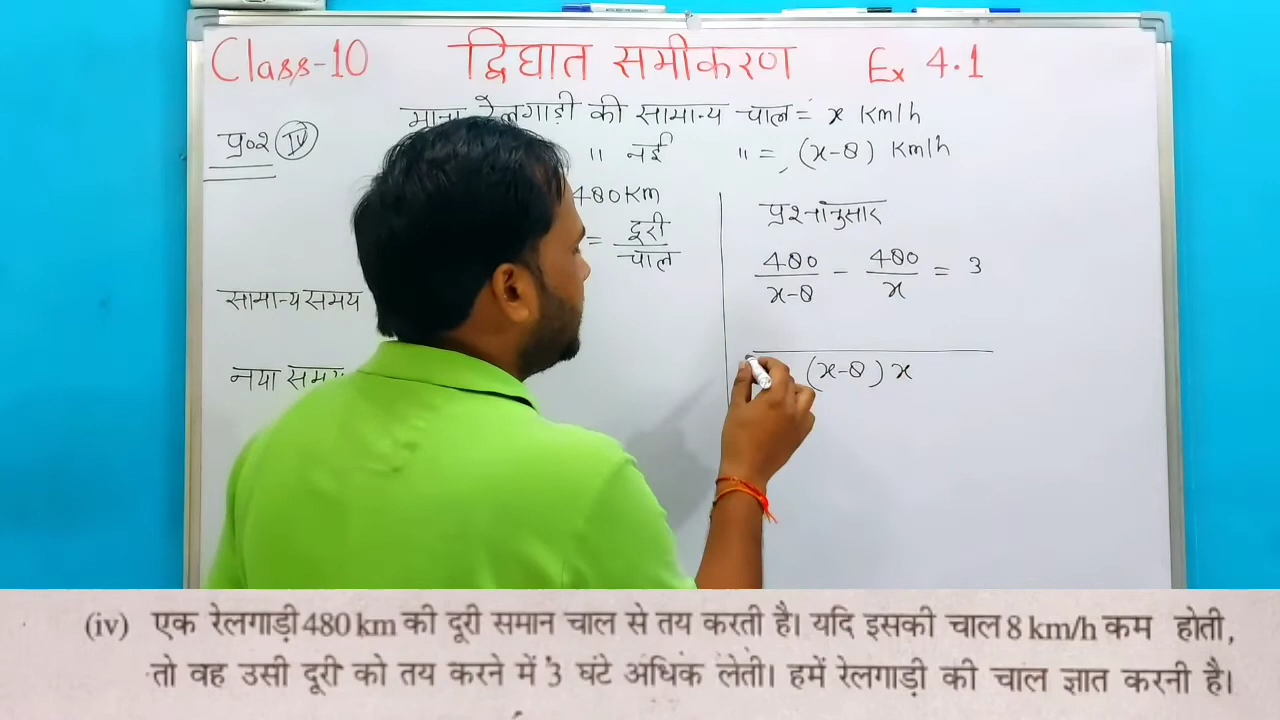 Class-10 द्विघात समीकरण Ex 4.1
माना रेलगाड़ी की सामान्य चाल = x Km/h
प्र०२ (IV)
" नई " = (x-8) Km/h
480 Km
= दूरी / चाल
सामान्य समय
नया समय
प्रश्नानुसार
480/(x-8) - 480/x = 3
(x-8) x
(iv) एक रेलगाड़ी 480 km की दूरी समान चाल से तय करती है। यदि इसकी चाल 8 km/h कम होती,
तो वह उसी दूरी को तय करने में 3 घंटे अधिक लेती। हमें रेलगाड़ी की चाल ज्ञात करनी है।